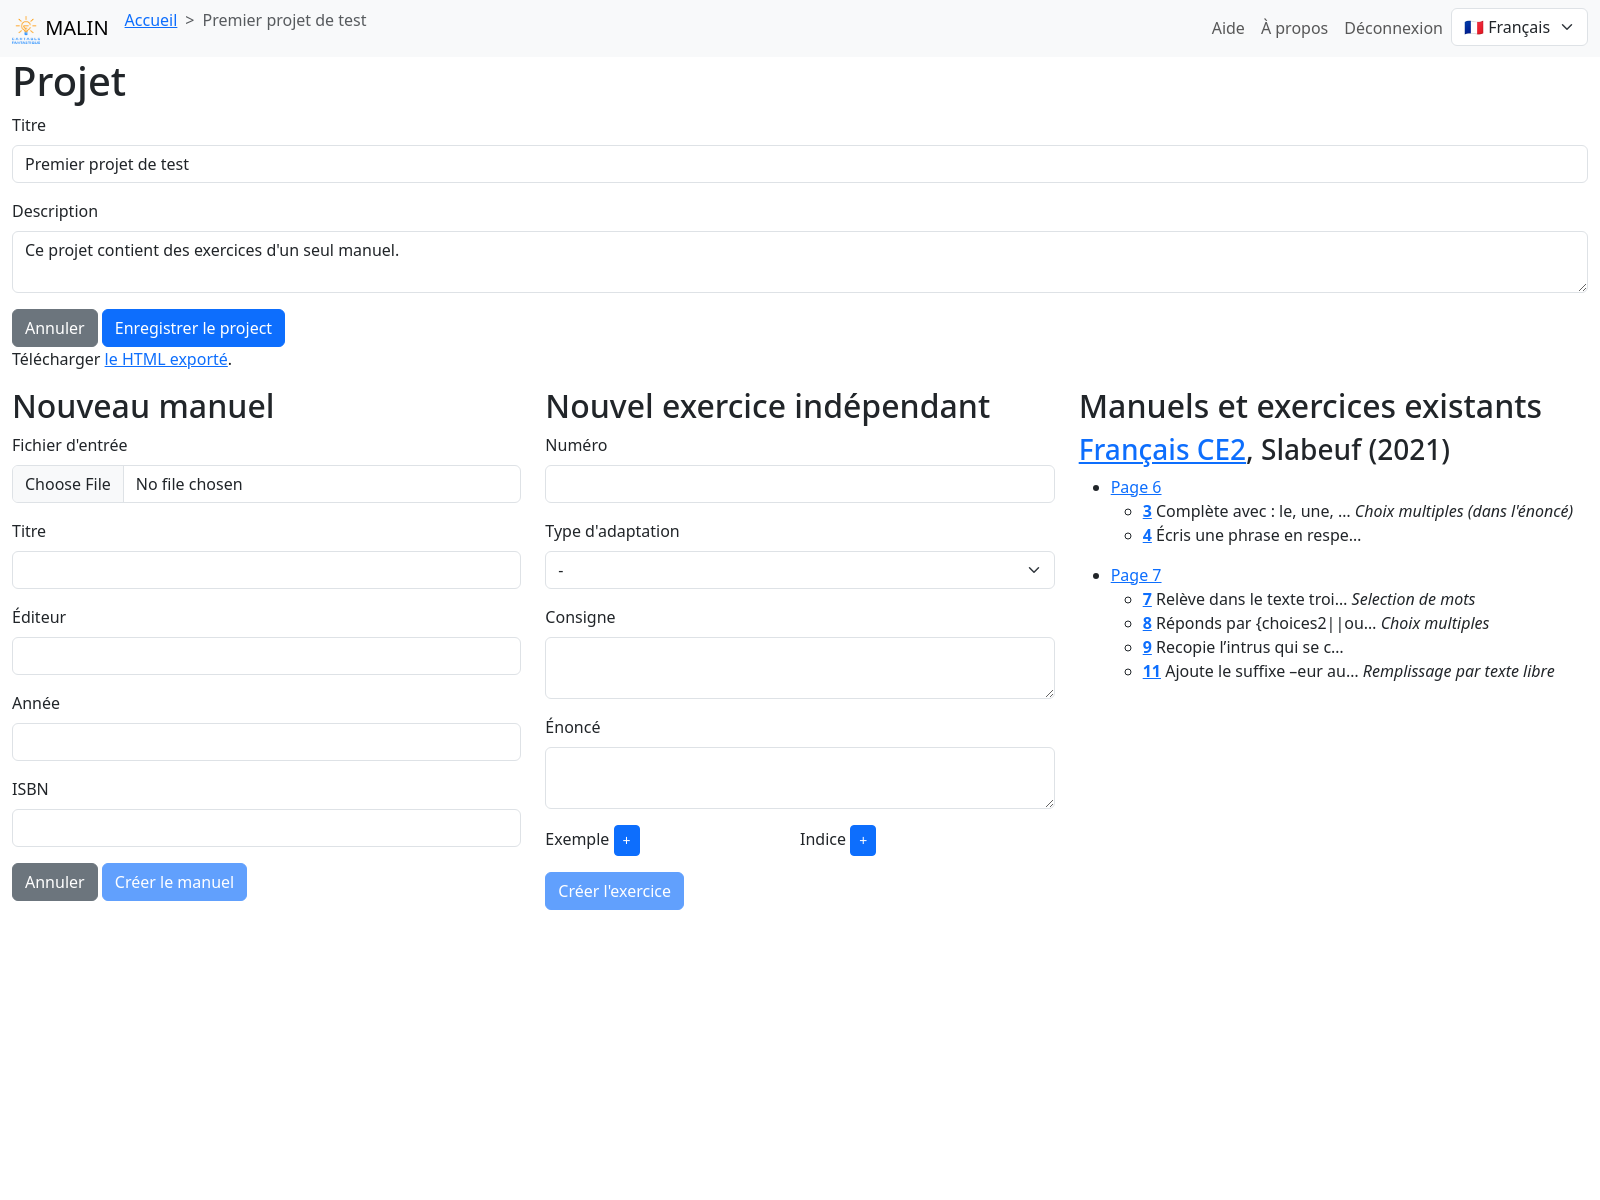 MALIN Accueil > Premier projet de test Aide À propos Déconnexion 🇫🇷 Français
Projet
Titre
Premier projet de test
Description
Ce projet contient des exercices d'un seul manuel.
Annuler Enregistrer le project
Télécharger le HTML exporté.
Nouveau manuel
Fichier d'entrée
Choose File No file chosen
Titre
Éditeur
Année
ISBN
Annuler Créer le manuel
Nouvel exercice indépendant
Numéro
Type d'adaptation
-
Consigne
Énoncé
Exemple + Indice +
Créer l'exercice
Manuels et exercices existants
Français CE2, Slabeuf (2021)
Page 6
3 Complète avec : le, une, … Choix multiples (dans l'énoncé)
4 Écris une phrase en respe…
Page 7
7 Relève dans le texte troi… Selection de mots
8 Réponds par {choices2||ou… Choix multiples
9 Recopie l’intrus qui se c…
11 Ajoute le suffixe –eur au… Remplissage par texte libre